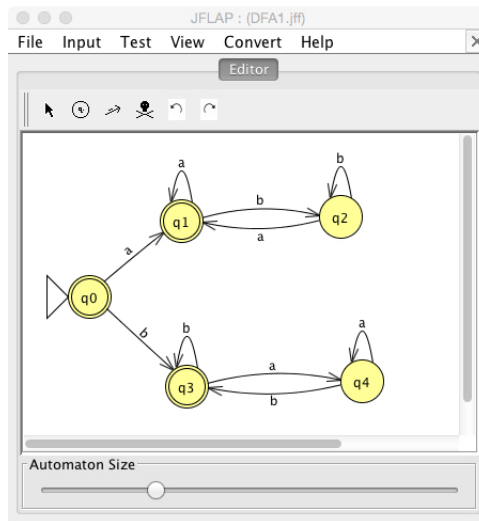 JFLAP : (DFA1.jff)
File Input Test View Convert Help
Editor
a
b
q1
b
q2
a
a
q0
b
b
a
q3
a
q4
b
Automaton Size